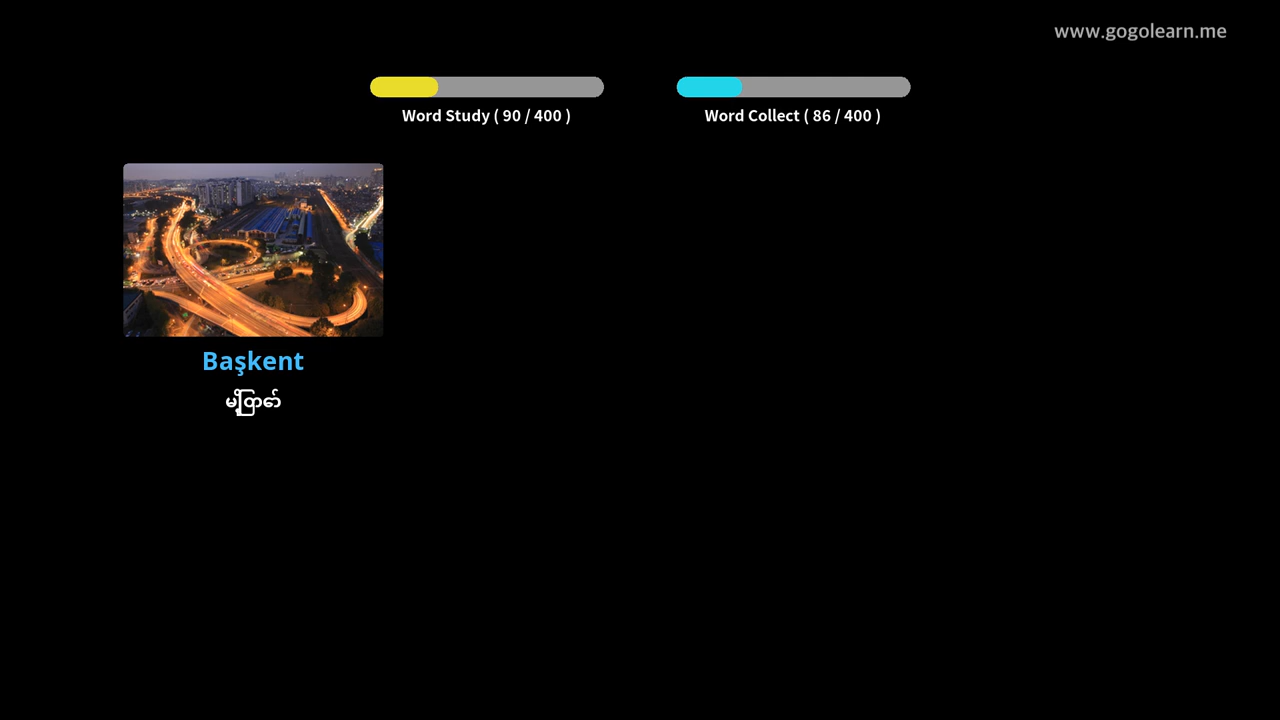 www.gogolearn.me
Word Study ( 90 / 400 )
Word Collect ( 86 / 400 )
Başkent
မြို့တော်